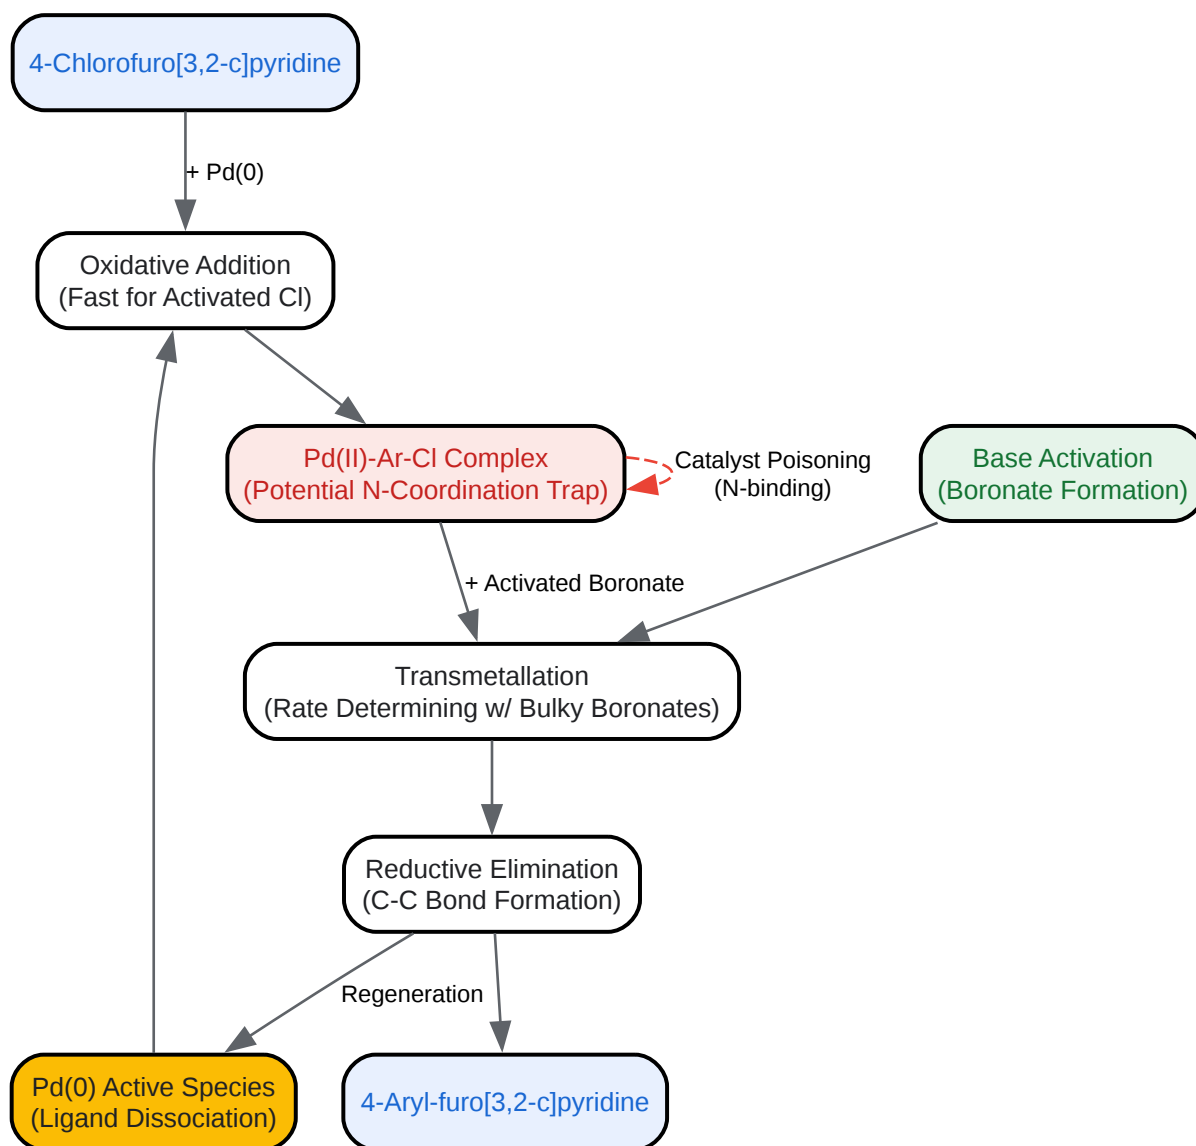 4-Chlorofuro[3,2-c]pyridine
+ Pd(0)
Oxidative Addition
(Fast for Activated Cl)
Pd(II)-Ar-Cl Complex
(Potential N-Coordination Trap)
Catalyst Poisoning
(N-binding)
Base Activation
(Boronate Formation)
+ Activated Boronate
Transmetallation
(Rate Determining w/ Bulky Boronates)
Reductive Elimination
(C-C Bond Formation)
Regeneration
Pd(0) Active Species
(Ligand Dissociation)
4-Aryl-furo[3,2-c]pyridine